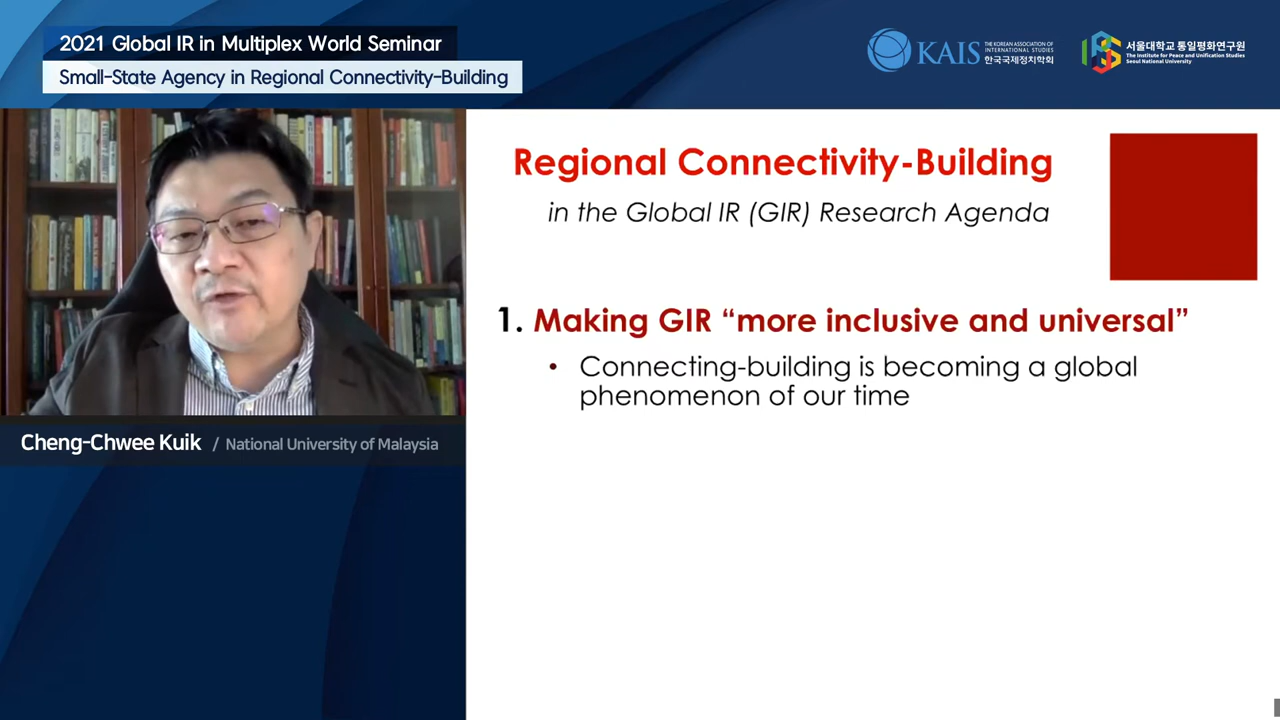 2021 Global IR in Multiplex World Seminar
Small-State Agency in Regional Connectivity-Building
KAIS
THE KOREAN ASSOCIATION OF
INTERNATIONAL STUDIES
한국국제정치학회
서울대학교 통일평화연구원
The Institute for Peace and Unification Studies
Seoul National University
Cheng-Chwee Kuik / National University of Malaysia
Regional Connectivity-Building
in the Global IR (GIR) Research Agenda
1. Making GIR “more inclusive and universal”
• Connecting-building is becoming a global
phenomenon of our time